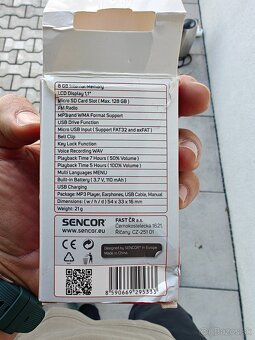 8 GB Internal Memory
LCD Display 1,1"
Micro SD Card Slot (Max. 128 GB)
FM Radio
MP3 and WMA Format Support
USB Drive Function
Micro USB Input (Support FAT32 and exFAT)
Belt Clip
Key Lock Function
Voice Recording WAV
Playback Time 7 Hours (50% Volume)
Playback Time 5 Hours (100% Volume)
Multi Languages MENU
Built-in Battery (3,7 V, 110 mAh)
USB Charging
Package: MP3 Player, Earphones, USB Cable, Manual
Dimensions: (w/h/d) 54 x 33 x 16 mm
Weight: 21 g
SENCOR®
www.sencor.eu
FAST ČR a.s.
Černokostelecká 1621,
Říčany CZ-251 01
Designed by SENCOR® in Europe.
Made in China.
8 590669 295333